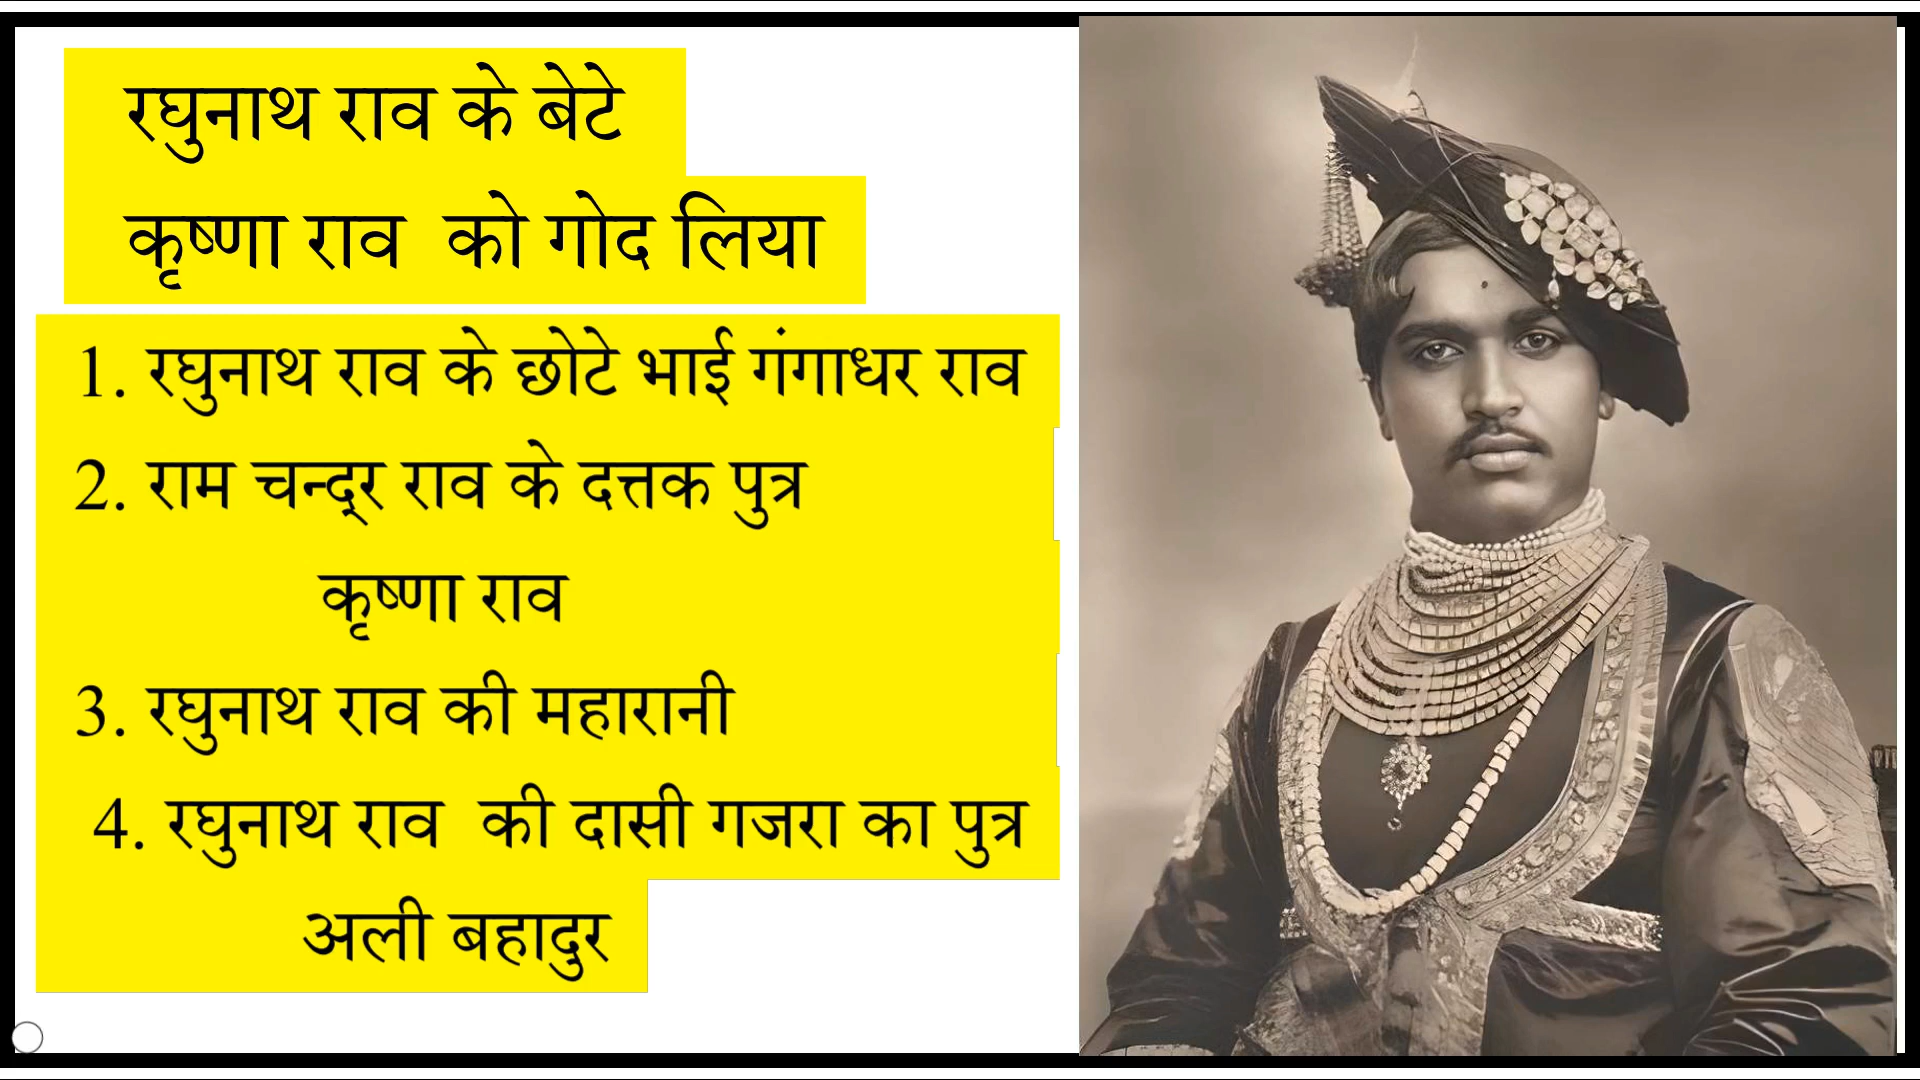 रघुनाथ राव के बेटे
कृष्णा राव को गोद लिया
1. रघुनाथ राव के छोटे भाई गंगाधर राव
2. राम चन्द्र राव के दत्तक पुत्र
कृष्णा राव
3. रघुनाथ राव की महारानी
4. रघुनाथ राव की दासी गजरा का पुत्र
अली बहादुर